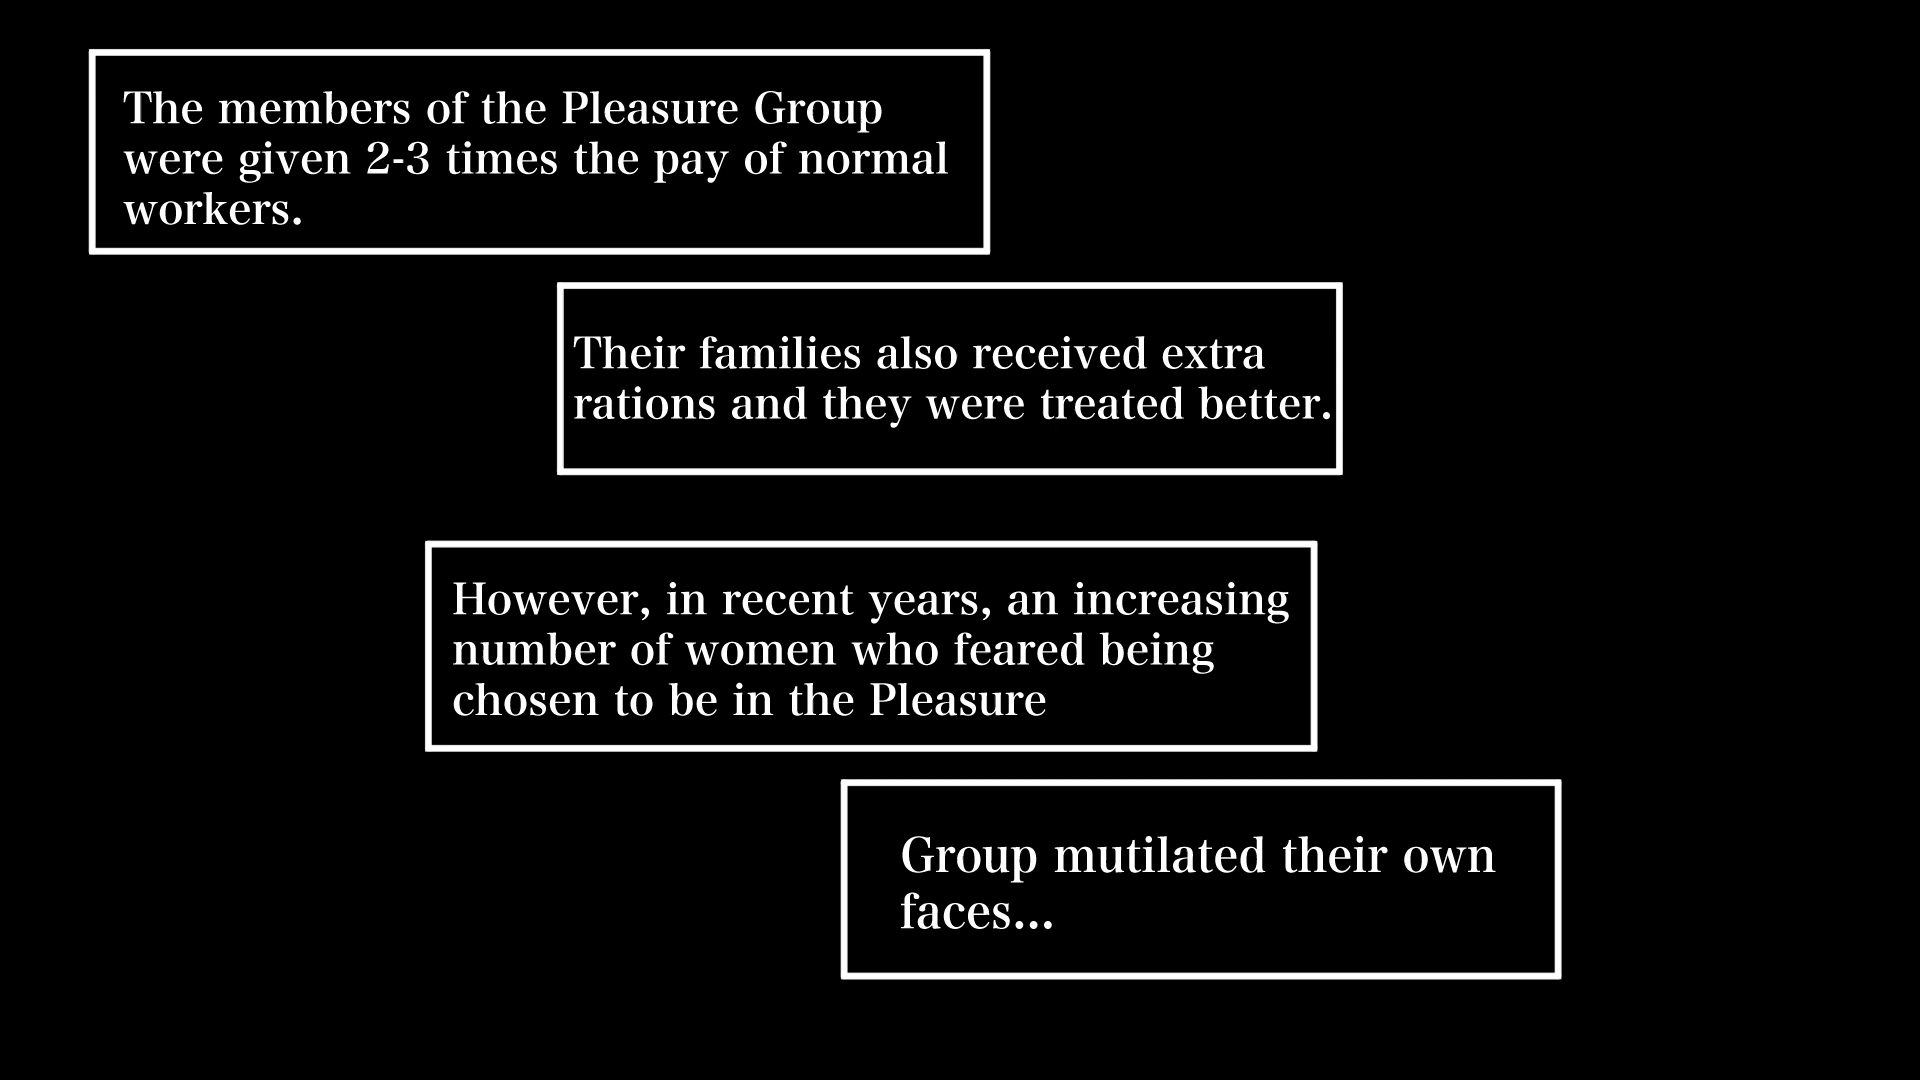 The members of the Pleasure Group
were given 2-3 times the pay of normal
workers.
Their families also received extra
rations and they were treated better.
However, in recent years, an increasing
number of women who feared being
chosen to be in the Pleasure
Group mutilated their own
faces...